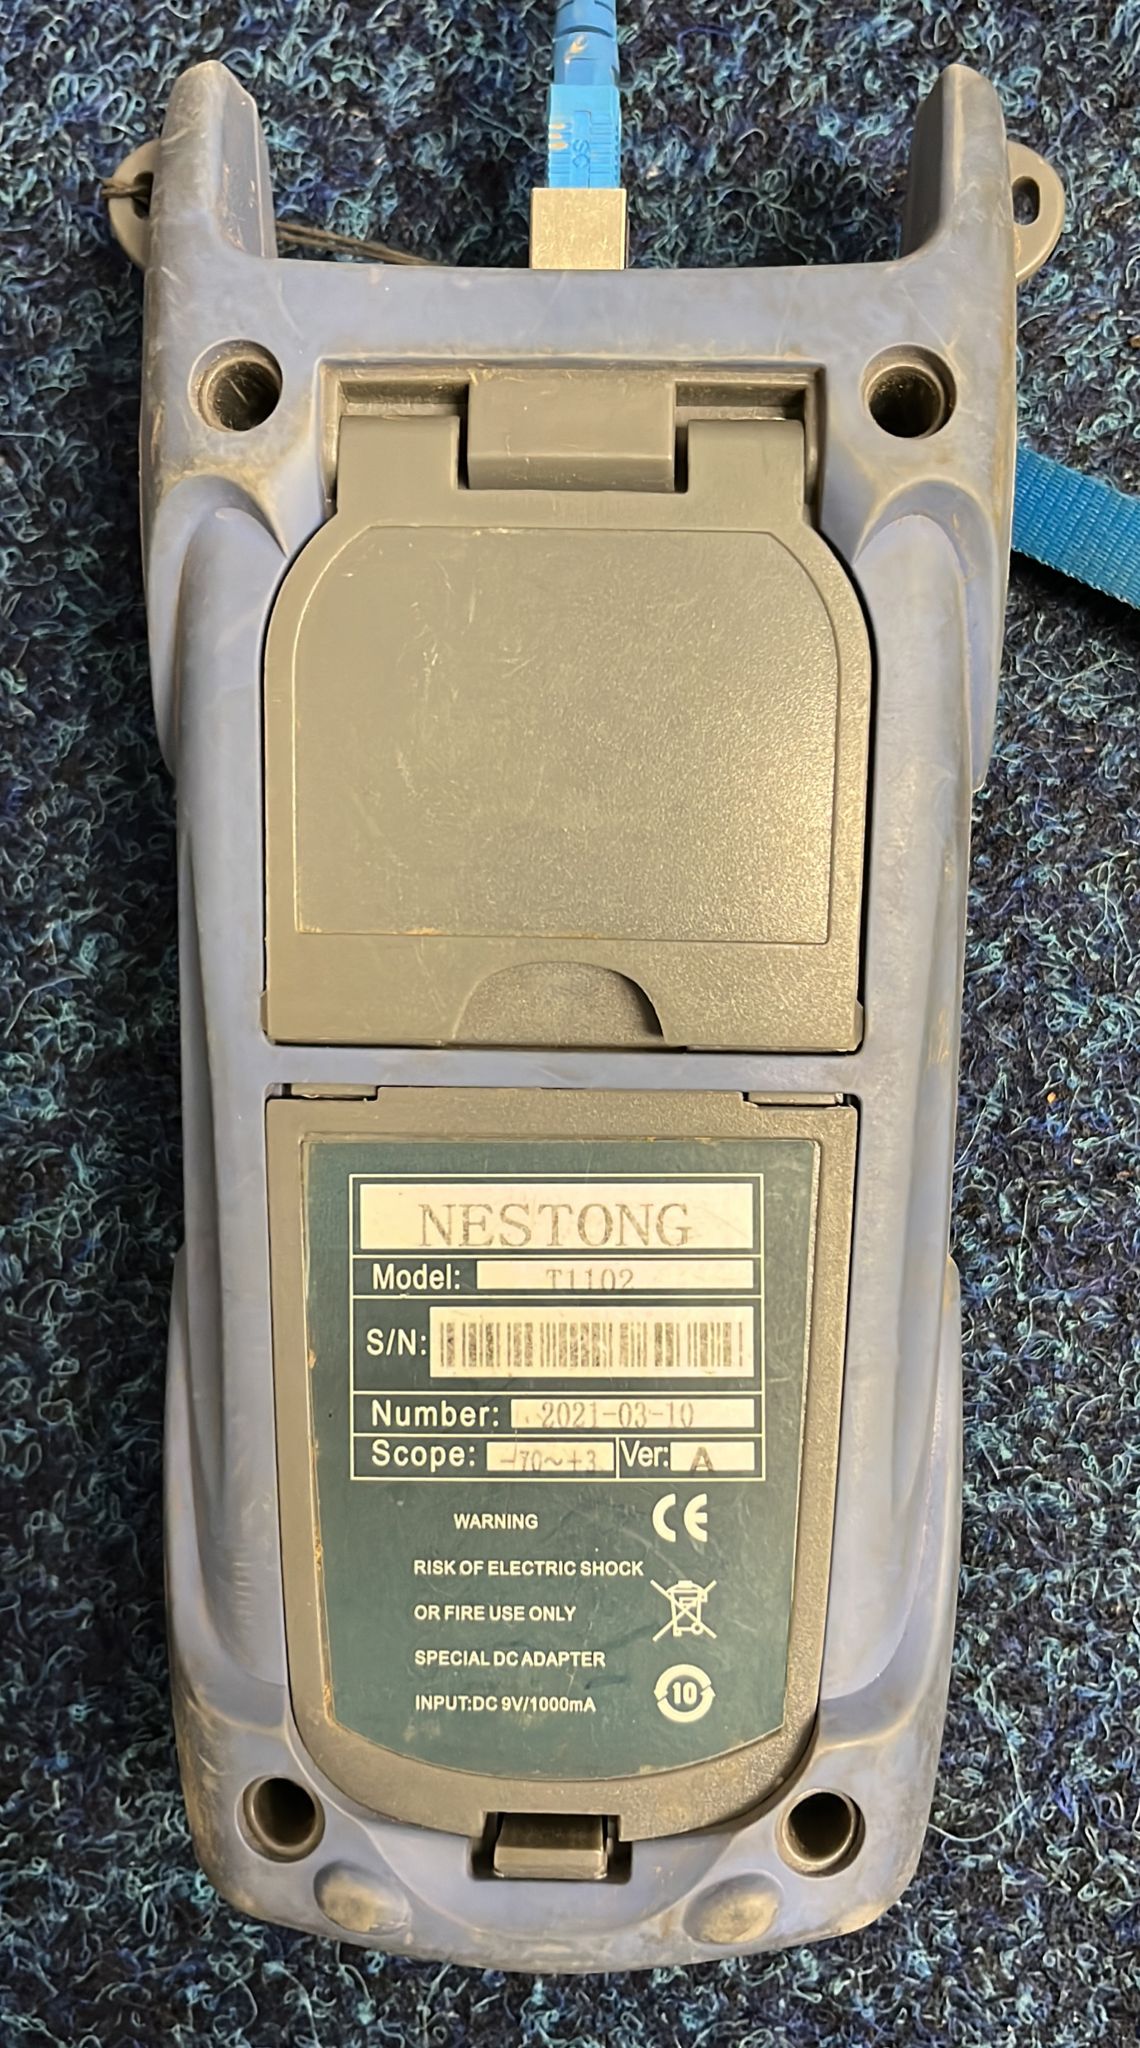 SC
NESTONG
Model: T1102
S/N:
Number: 2021-03-10
Scope: -70~+3 Ver: A
WARNING
RISK OF ELECTRIC SHOCK
OR FIRE USE ONLY
SPECIAL DC ADAPTER
INPUT:DC 9V/1000mA
CE
10